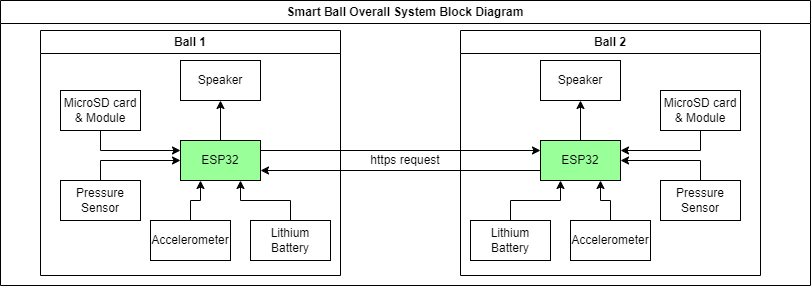 Smart Ball Overall System Block Diagram
Ball 1
Speaker
MicroSD card
& Module
ESP32
Pressure
Sensor
Accelerometer
Lithium
Battery
https request
Ball 2
Speaker
MicroSD card
& Module
ESP32
Pressure
Sensor
Lithium
Battery
Accelerometer